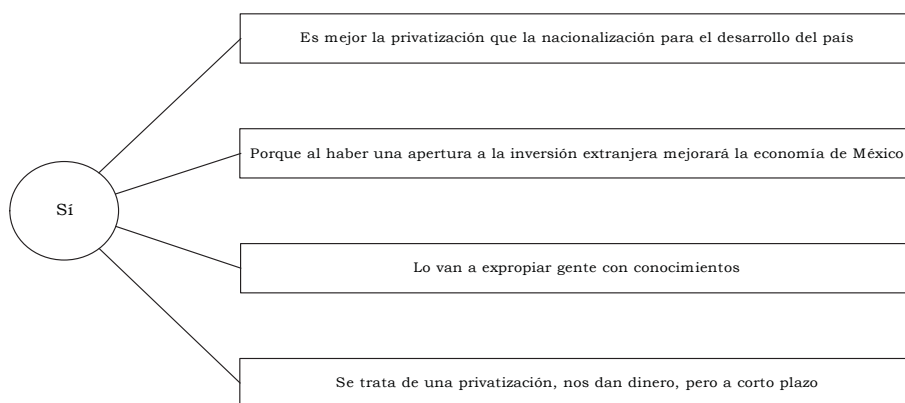 Es mejor la privatización que la nacionalización para el desarrollo del país
Porque al haber una apertura a la inversión extranjera mejorará la economía de México
Sí
Lo van a expropiar gente con conocimientos
Se trata de una privatización, nos dan dinero, pero a corto plazo